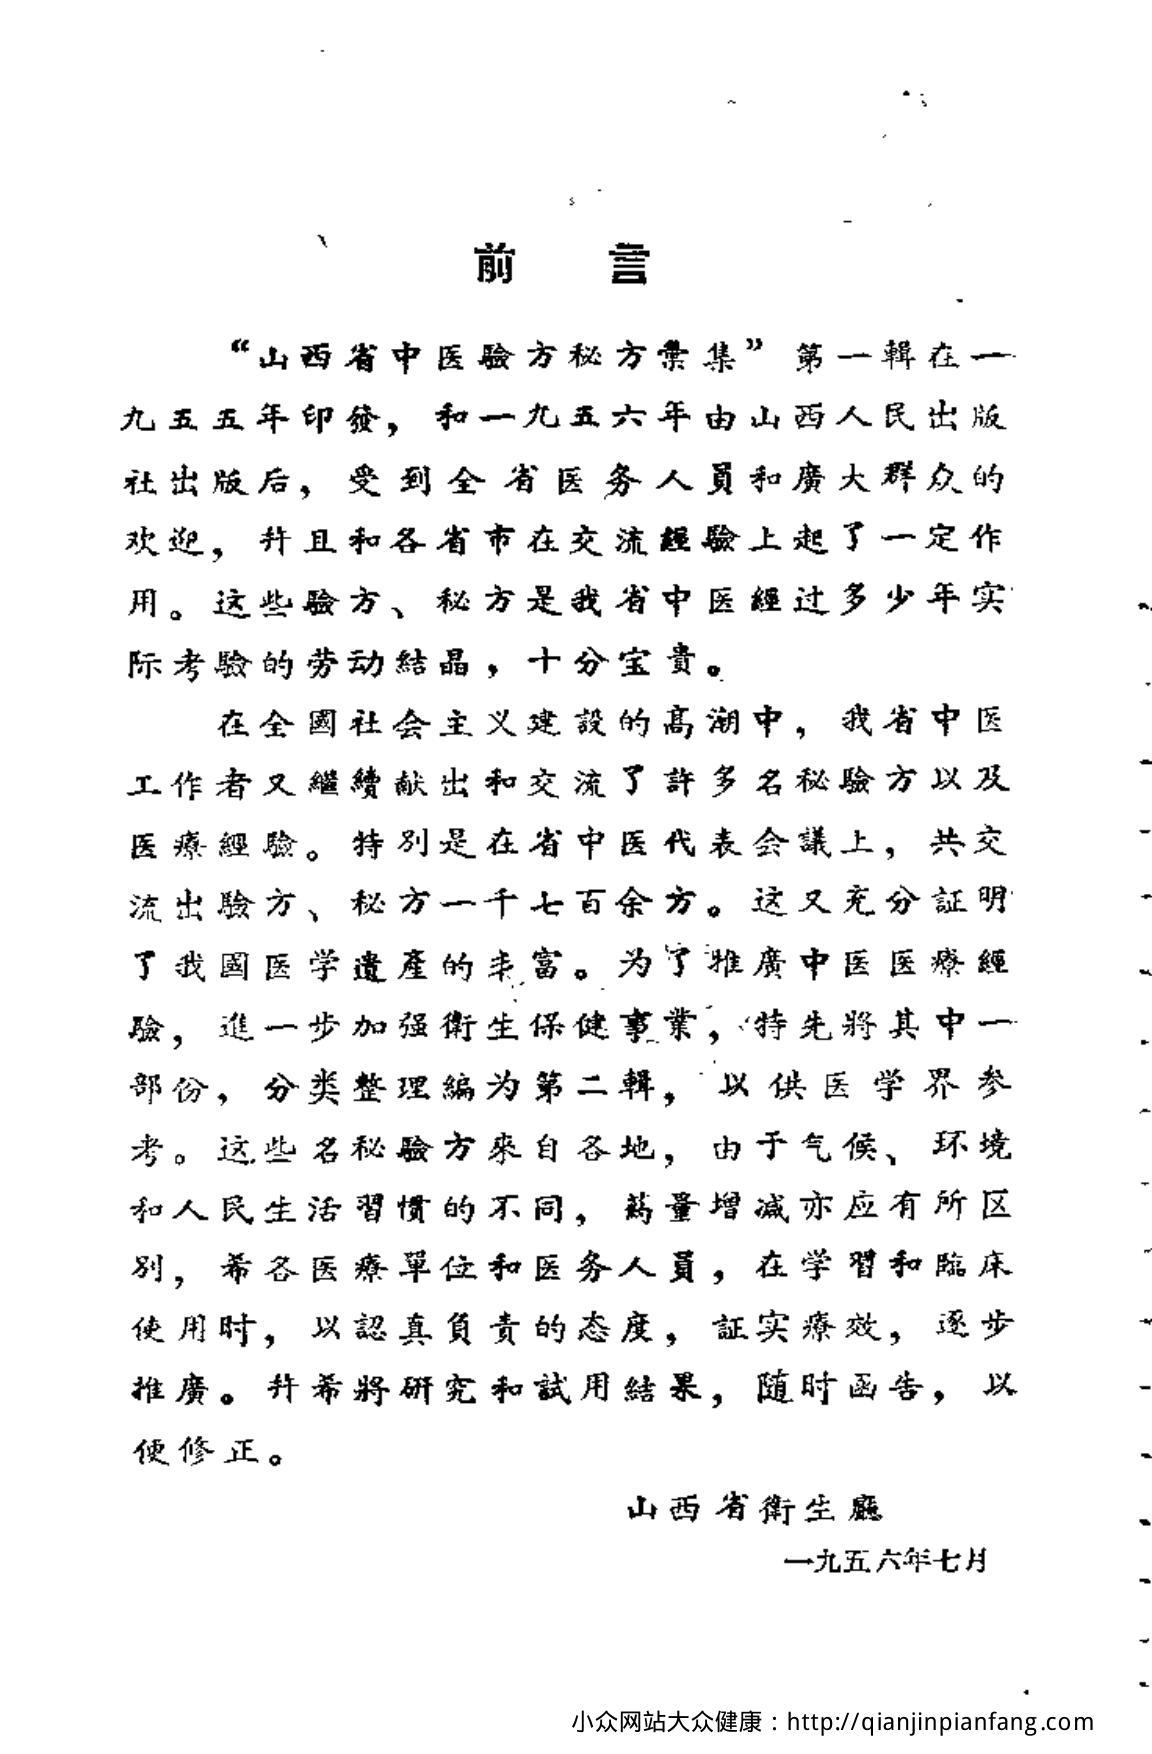 前言
“山西省中医驗方秘方彙集”第一輯在一
九五五年印發，和一九五六年由山西人民出版
社出版后，受到全省医务人員和廣大群众的
欢迎，幷且和各省市在交流經驗上起了一定作
用。这些驗方、秘方是我省中医經过多少年实
际考驗的劳动結晶，十分宝貴。
在全國社会主义建設的高潮中，我省中医
工作者又繼續献出和交流了許多名秘驗方以及
医療經驗。特別是在省中医代表会議上，共交
流出驗方、秘方一千七百余方。这又充分証明
了我國医学遺產的丰富。为了推廣中医医療經
驗，進一步加强衛生保健事業，特先將其中一
部份，分类整理編为第二輯，以供医学界参
考。这些名秘驗方來自各地，由于气候、环境
和人民生活習慣的不同，葯量增减亦应有所区
別，希各医療單位和医务人員，在学習和臨床
使用时，以認真負责的态度，証实療效，逐步
推廣。幷希將研究和試用結果，随时函告，以
便修正。
山西省衛生廳
一九五六年七月
小众网站大众健康：http://qianjinpianfang.com